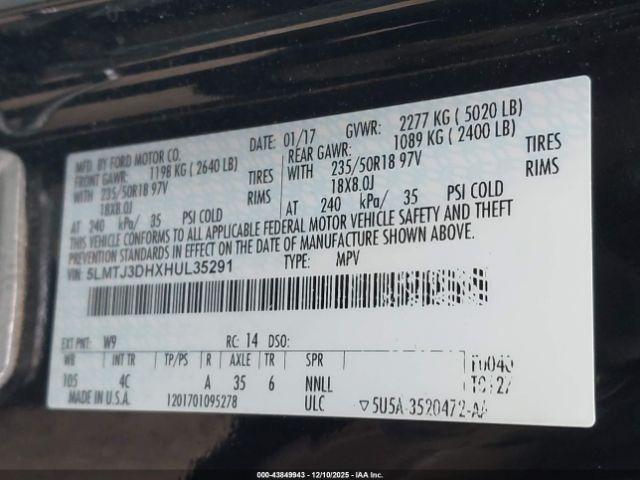 MFD. BY FORD MOTOR CO.
DATE: 01/17 GVWR: 2277 KG ( 5020 LB)
FRONT GAWR: 1198 KG ( 2640 LB) REAR GAWR: 1089 KG ( 2400 LB)
WITH 235/50R18 97V TIRES WITH 235/50R18 97V TIRES
18X8.0J RIMS 18X8.0J RIMS
AT 240 kPa/ 35 PSI COLD AT 240 kPa/ 35 PSI COLD
THIS VEHICLE CONFORMS TO ALL APPLICABLE FEDERAL MOTOR VEHICLE SAFETY AND THEFT
PREVENTION STANDARDS IN EFFECT ON THE DATE OF MANUFACTURE SHOWN ABOVE.
VIN: 5LMTJ3DHXHUL35291 TYPE: MPV
EXT PNT: W9 RC: 14 DSO:
WB INT TR TP/PS R AXLE TR SPR
105 4C A 35 6 NNLL
MADE IN U.S.A. 1201701095278 ULC ▽5U5A-3520472-AA
000-43849943 - 12/10/2025 - IAA Inc.